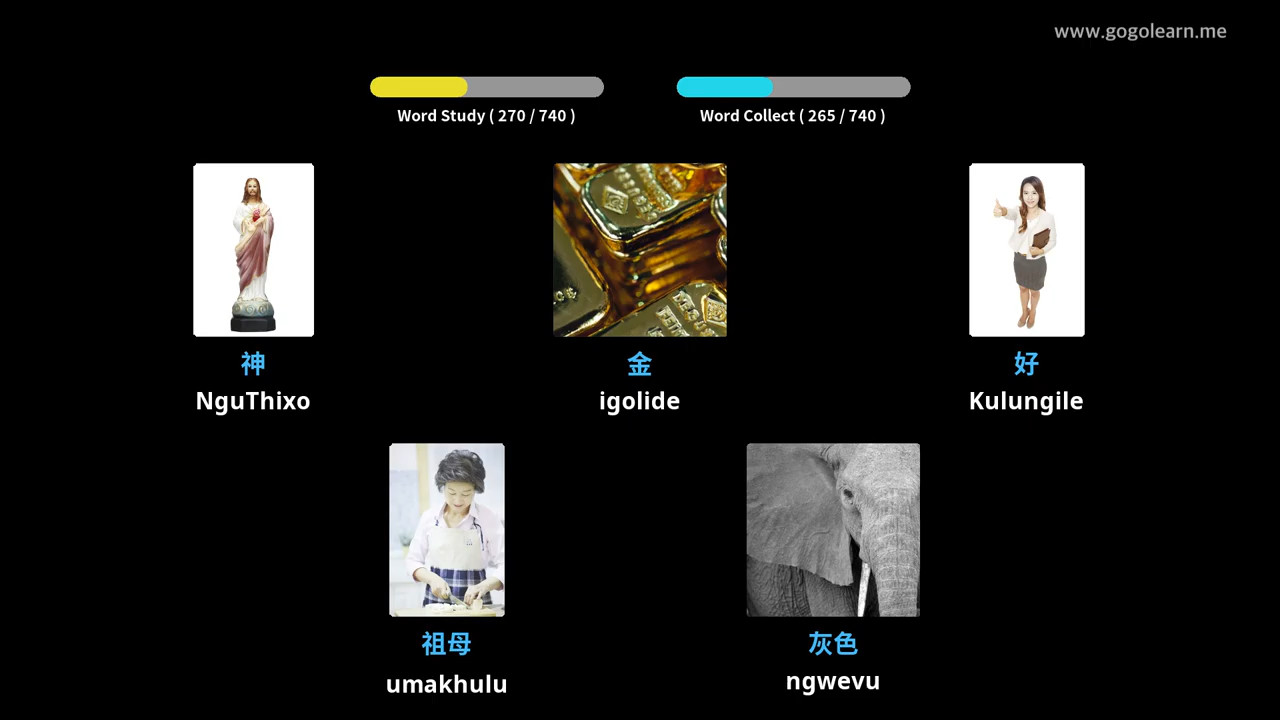 www.gogolearn.me
Word Study ( 270 / 740 )
Word Collect ( 265 / 740 )
神
NguThixo
金
igolide
好
Kulungile
祖母
umakhulu
灰色
ngwevu